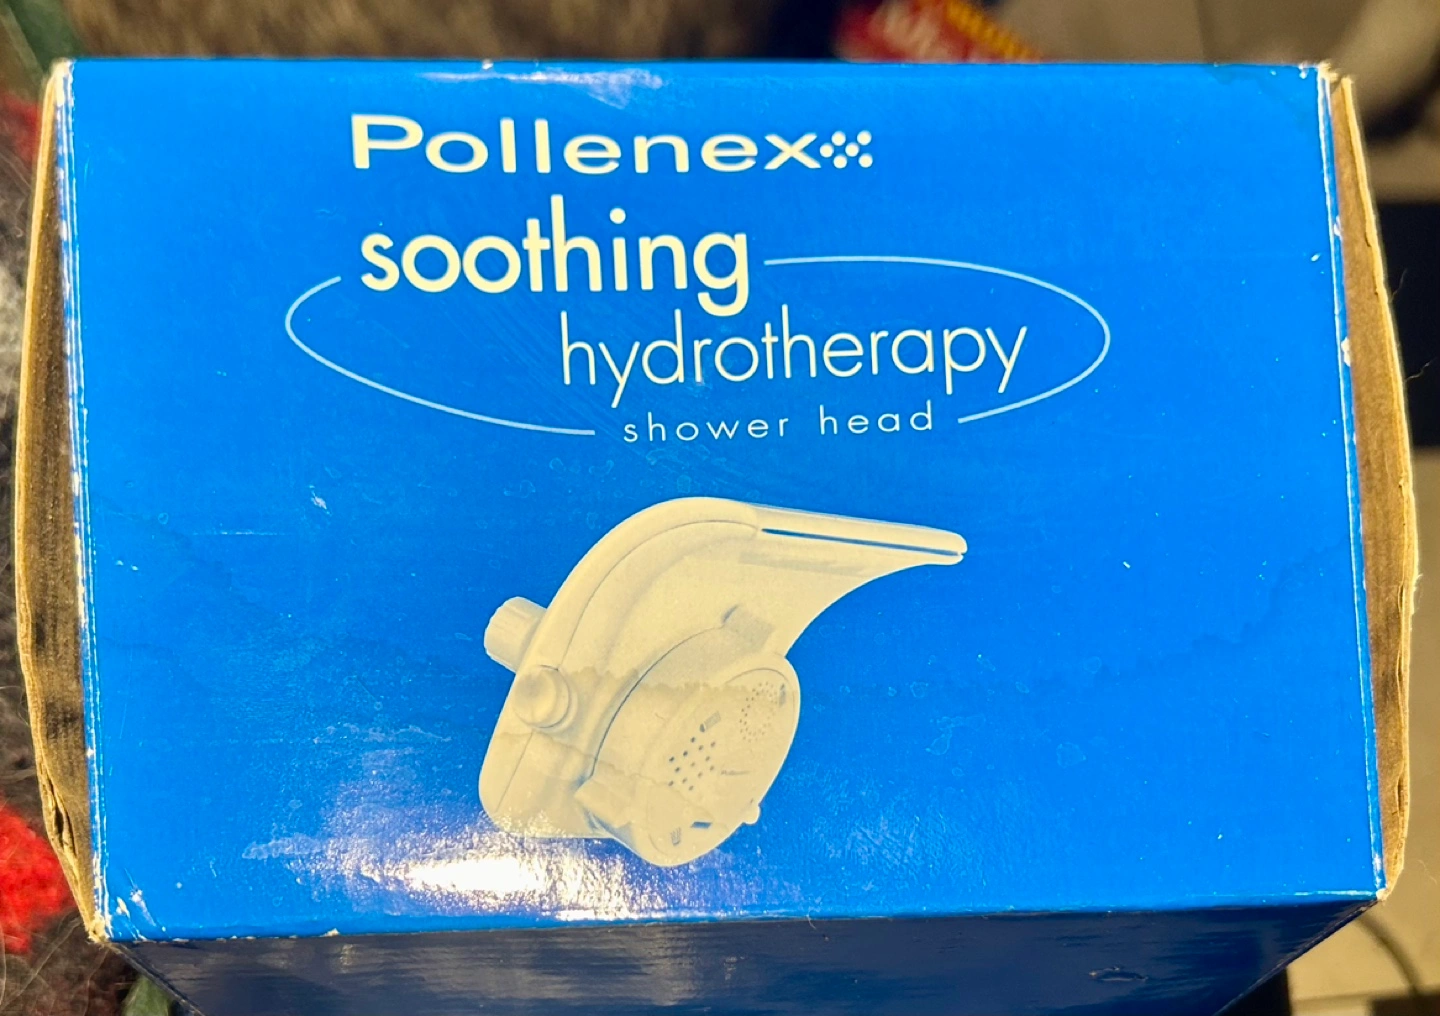 Pollenex
soothing
hydrotherapy
shower head